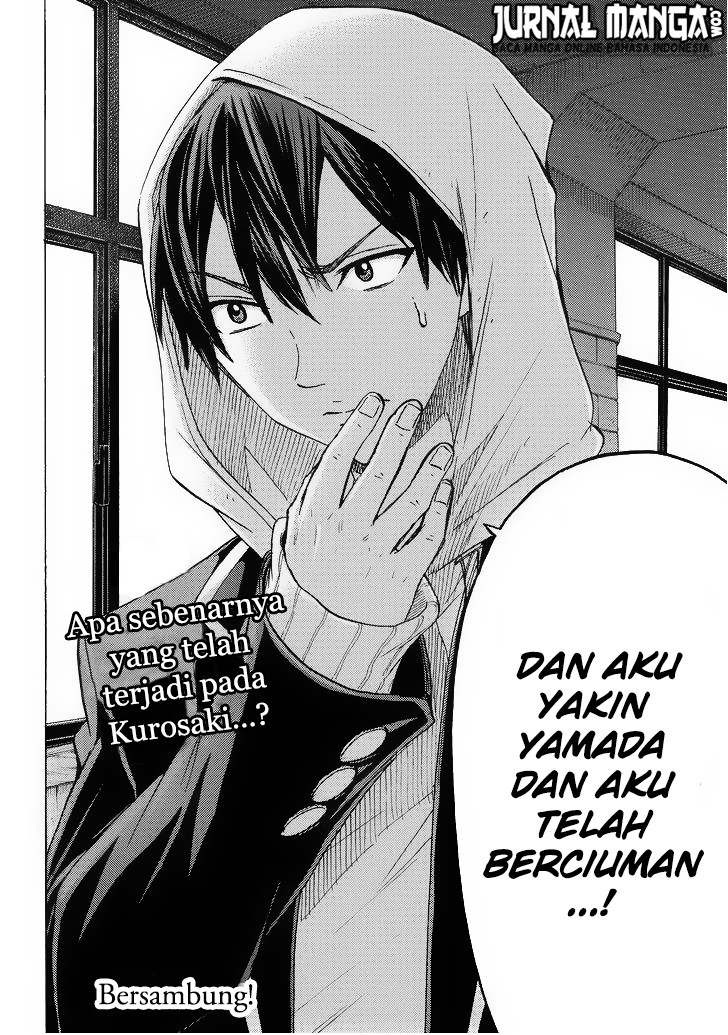 JURNAL MANGA.COM
BACA MANGA ONLINE BAHASA INDONESIA
Apa sebenarnya
yang telah
terjadi pada
Kurosaki...?
DAN AKU
YAKIN
YAMADA
DAN AKU
TELAH
BERCIUMAN
...!
Bersambung!